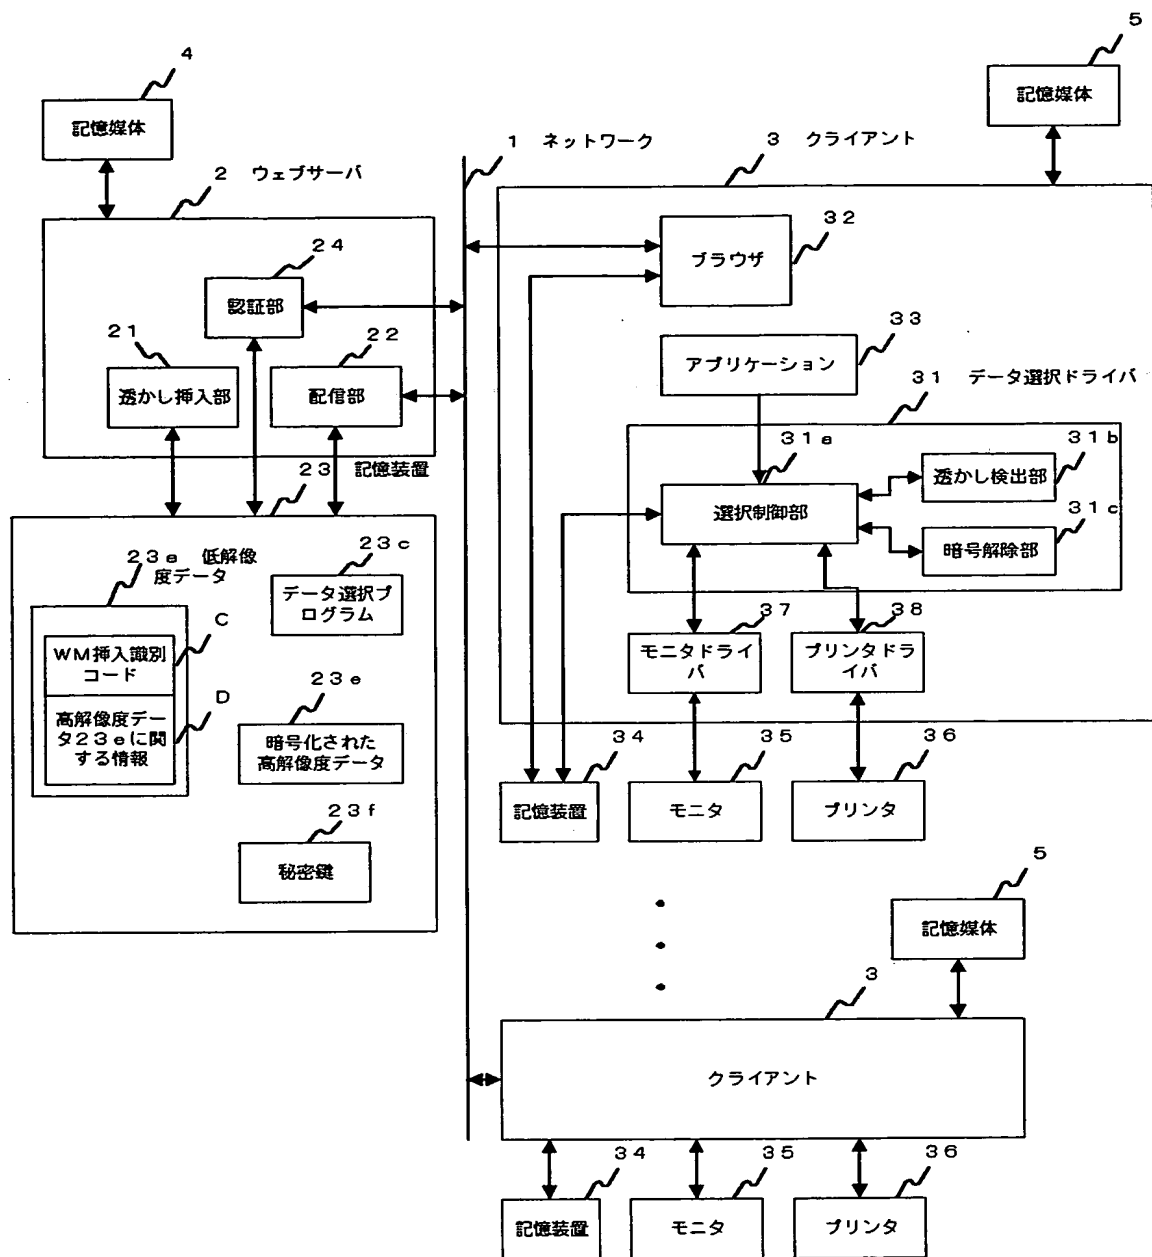 4
記憶媒体
5
記憶媒体
1 ネットワーク
3 クライアント
2 ウェブサーバ
32
ブラウザ
24
認証部
33
アプリケーション
21
透かし挿入部
22
配信部
31 データ選択ドライバ
31a
選択制御部
31b
透かし検出部
31c
暗号解除部
23 記憶装置
23a 低解像
度データ
23c
データ選択プ
ログラム
C
WM挿入識別
コード
D
高解像度デー
タ23eに関
する情報
23e
暗号化された
高解像度データ
23f
秘密鍵
37
モニタドライ
バ
38
プリンタドラ
イバ
34
記憶装置
35
モニタ
36
プリンタ
5
記憶媒体
3
クライアント
34
記憶装置
35
モニタ
36
プリンタ